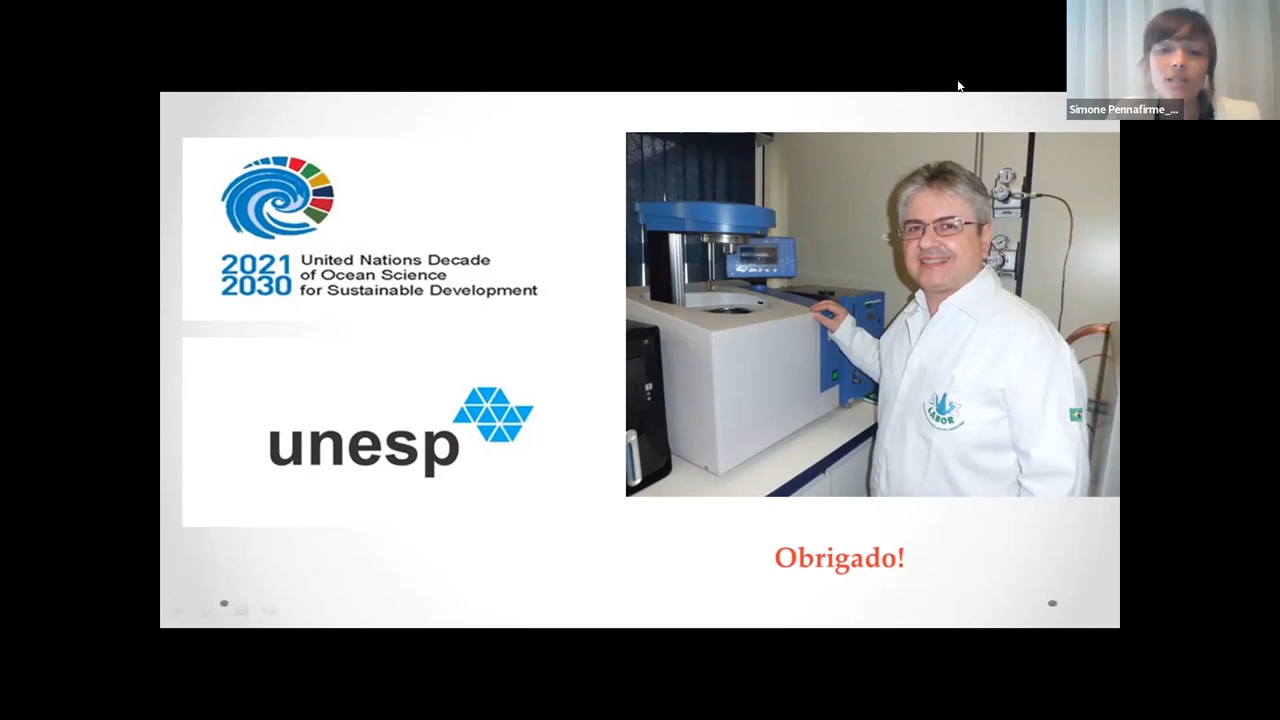 Simone Pennafirme_...
2021
2030
United Nations Decade
of Ocean Science
for Sustainable Development
unesp
LABOR
Obrigado!